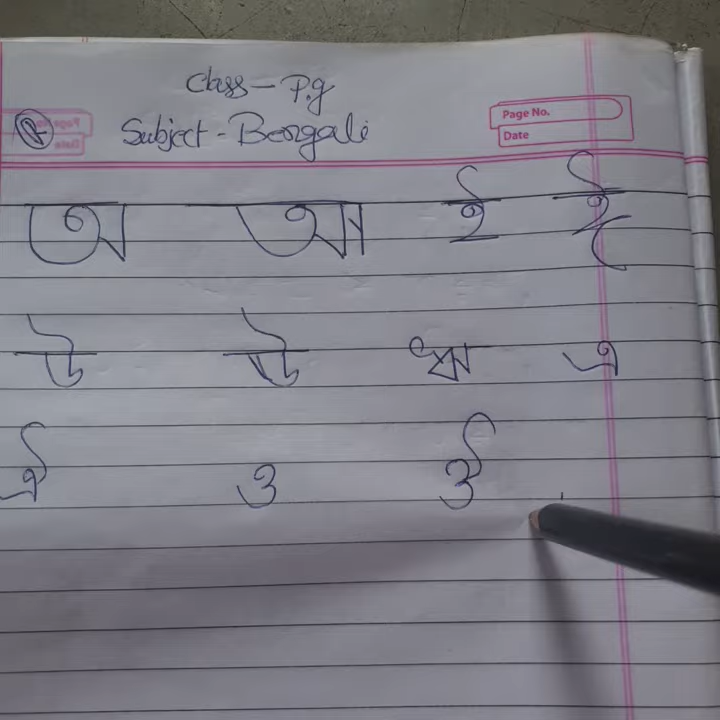 Class - P.g
Subject - Bengali
Page No.
Date
অ আ ই ঈ
উ ঊ ঋ এ
ঐ ও ঔ